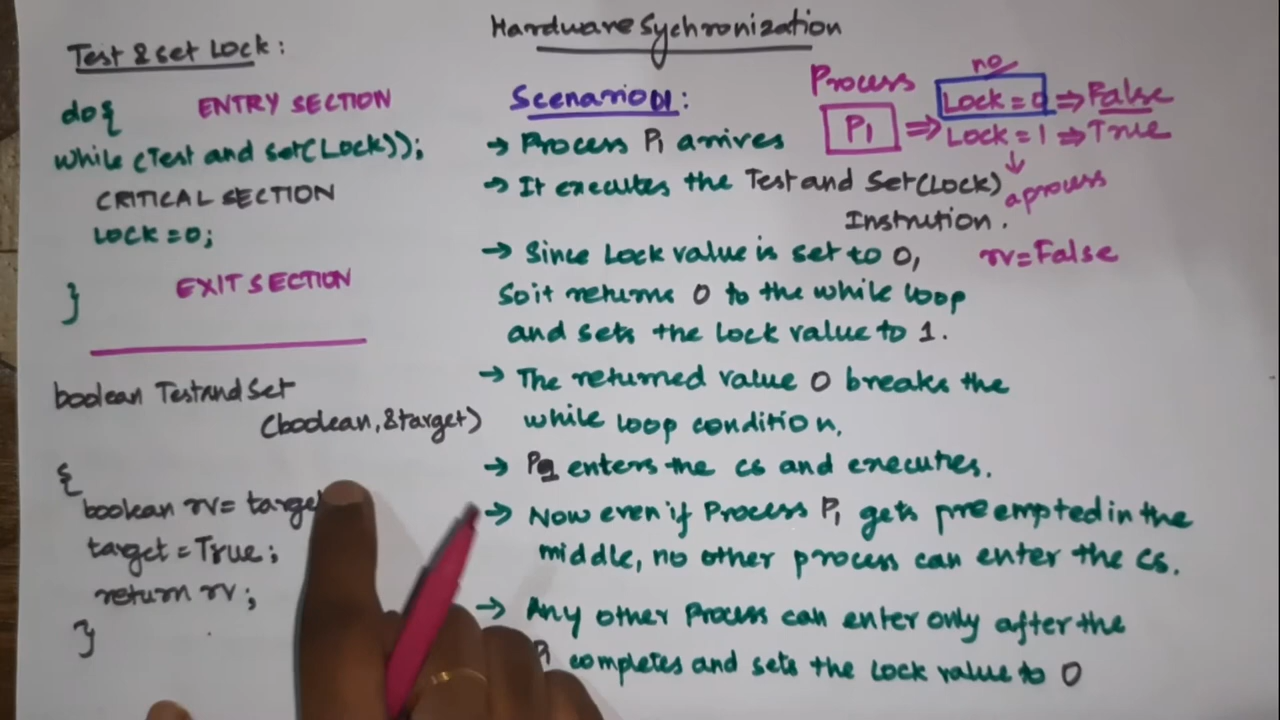 Hardware Sychronization
Test & set Lock :
do{ ENTRY SECTION
while (Test and set(Lock));
CRITICAL SECTION
LOCK = 0;
} EXIT SECTION
boolean TestandSet
(boolean,&target)
{
boolean rv = target
target = True;
return rv;
}
Scenario 01:
→ Process P1 arrives
→ It executes the Test and Set(Lock)
Instrution.
→ Since Lock value is set to 0,
So it returns 0 to the while loop
and sets the lock value to 1.
→ The returned value 0 breaks the
while loop condition,
→ P1 enters the cs and executies.
→ Now even if Process P1 gets preempted in the
middle, no other process can enter the cs.
→ Any other Process can enter only after the
completes and sets the Lock value to 0
Process
P1
no
⇒ Lock = 0 ⇒ False
Lock = 1 ⇒ True
↓
a process
rv=False